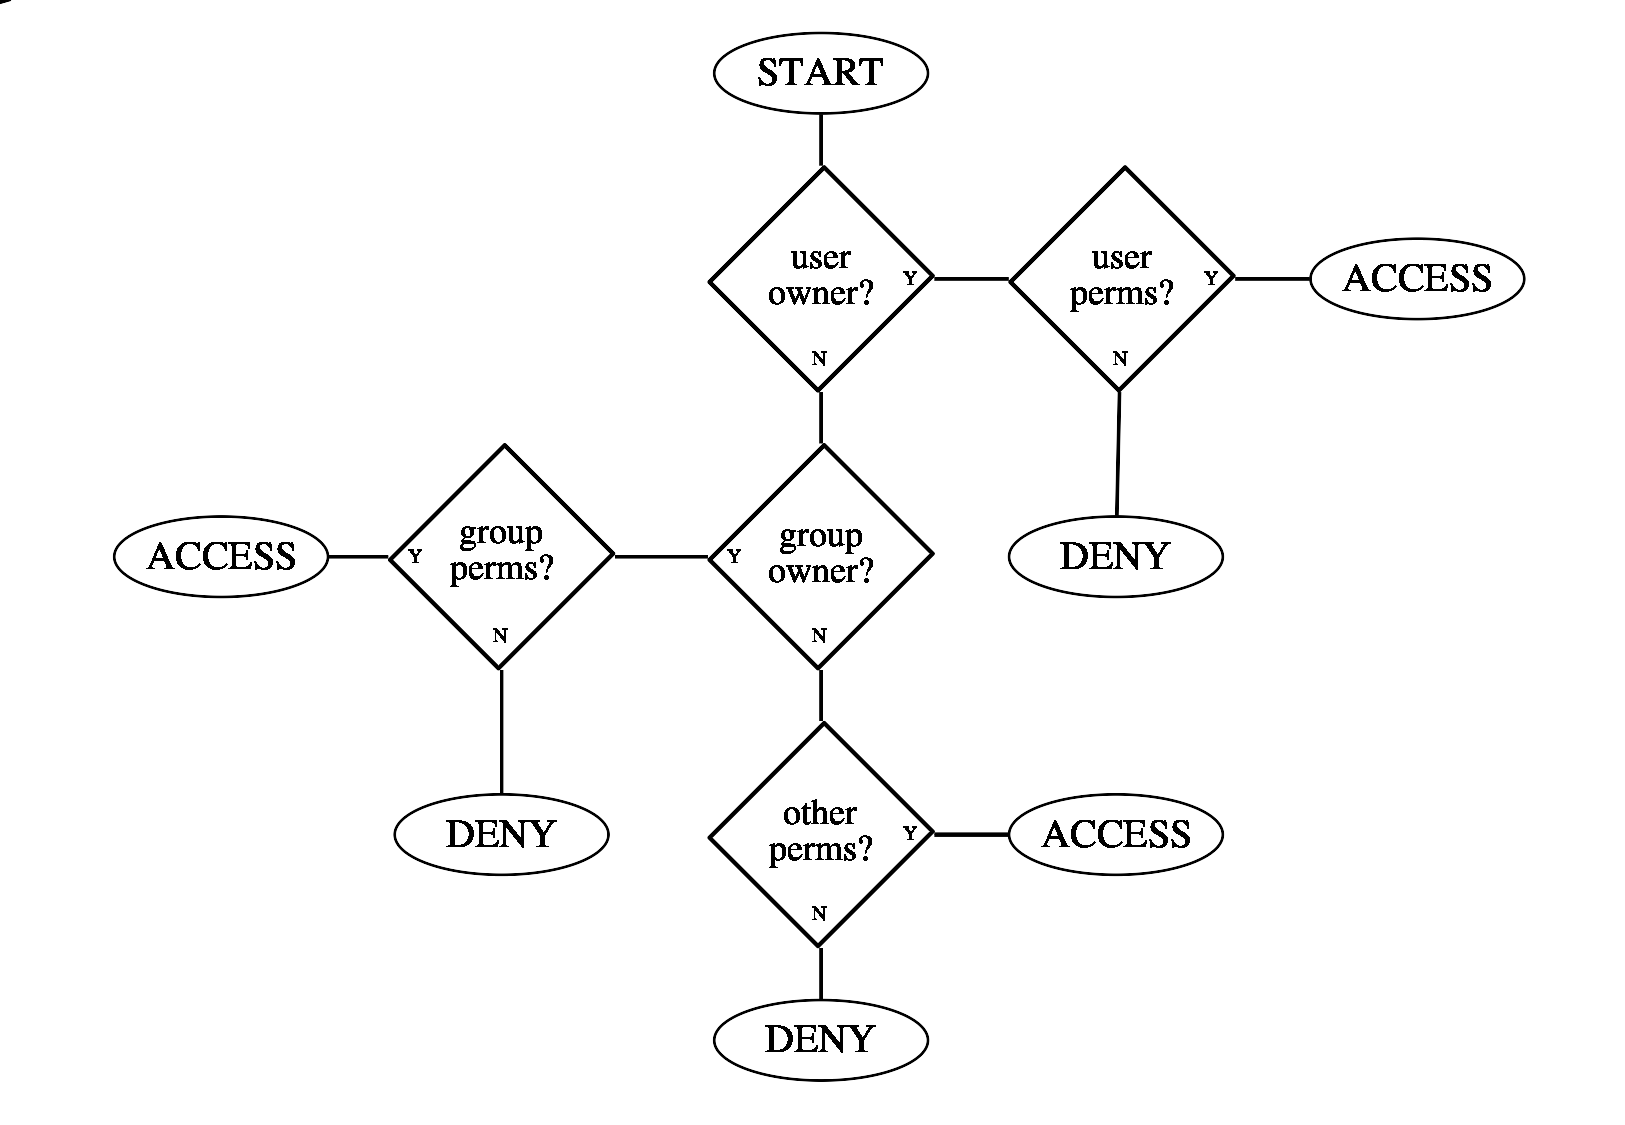 START
user
owner?
Y
N
user
perms?
Y
N
ACCESS
DENY
group
owner?
Y
N
group
perms?
Y
N
ACCESS
DENY
other
perms?
Y
N
ACCESS
DENY